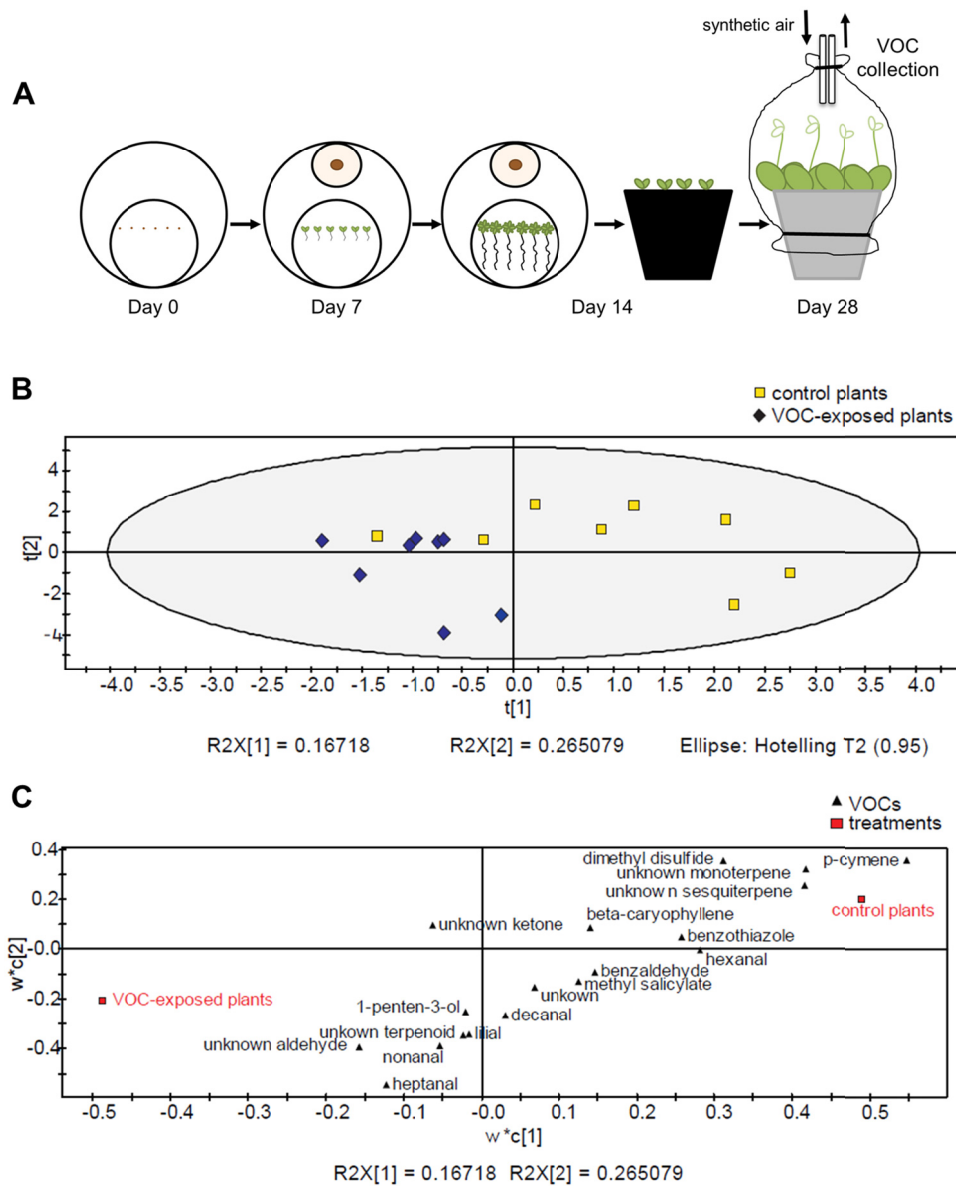 A
synthetic air
VOC
collection
Day 0
Day 7
Day 14
Day 28
B
control plants
VOC-exposed plants
t[2]
4
2
0
-2
-4
-4.0 -3.5 -3.0 -2.5 -2.0 -1.5 -1.0 -0.5 0.0 0.5 1.0 1.5 2.0 2.5 3.0 3.5 4.0
t[1]
R2X[1] = 0.16718 R2X[2] = 0.265079 Ellipse: Hotelling T2 (0.95)
C
VOCs
treatments
w*c[2]
0.4
0.2
-0.0
-0.2
-0.4
dimethyl disulfide
p-cymene
unknown monoterpene
unknown sesquiterpene
control plants
beta-caryophyllene
unknown ketone
benzothiazole
hexanal
benzaldehyde
methyl salicylate
unkown
VOC-exposed plants
1-penten-3-ol
decanal
unkown terpenoid
lilial
unknown aldehyde
nonanal
heptanal
-0.5 -0.4 -0.3 -0.2 -0.1 -0.0 0.1 0.2 0.3 0.4 0.5
w*c[1]
R2X[1] = 0.16718 R2X[2] = 0.265079